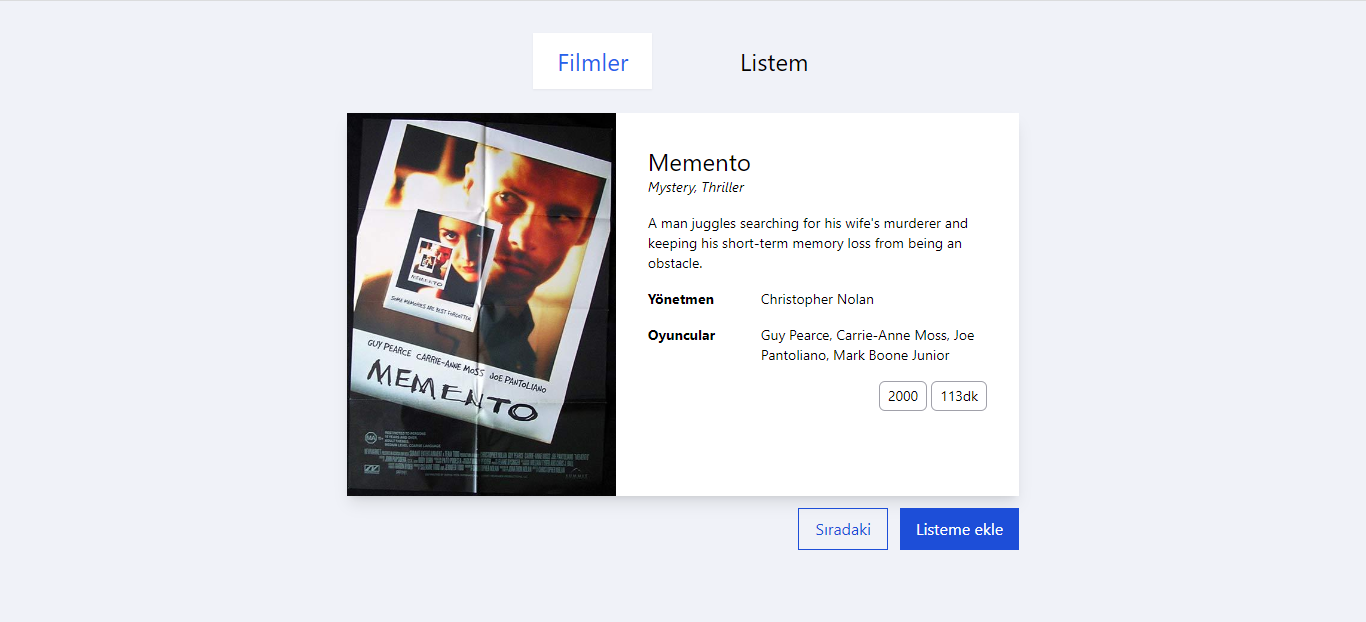 Filmler
Listem
MEMENTO
SOME MEMORIES ARE BEST FORGOTTEN.
GUY PEARCE CARRIE-ANNE MOSS JOE PANTOLIANO
MEMENTO
MA
Memento
Mystery, Thriller
A man juggles searching for his wife's murderer and
keeping his short-term memory loss from being an
obstacle.
Yönetmen Christopher Nolan
Oyuncular Guy Pearce, Carrie-Anne Moss, Joe
Pantoliano, Mark Boone Junior
2000 113dk
Sıradaki Listeme ekle